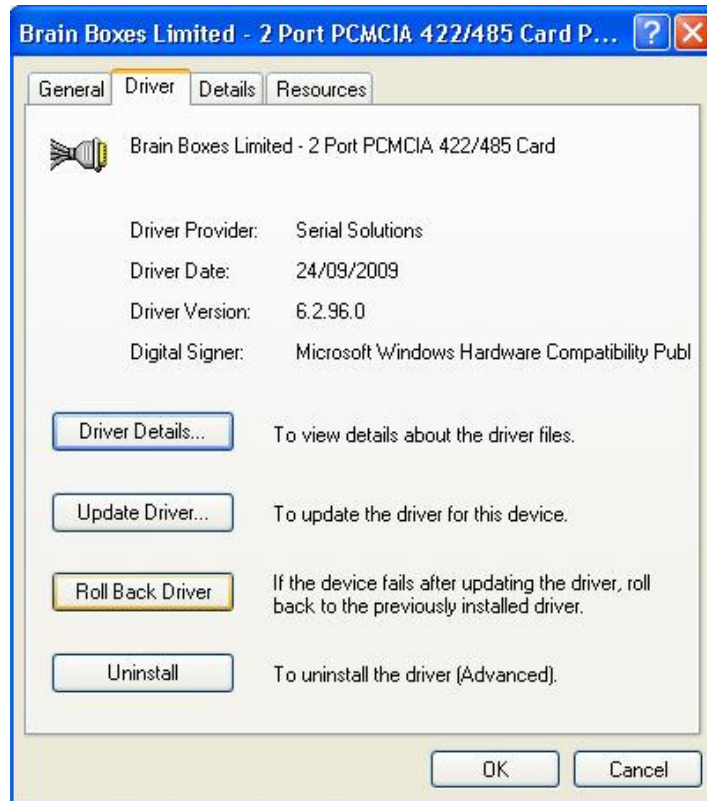 Brain Boxes Limited - 2 Port PCMCIA 422/485 Card P...
General Driver Details Resources
Brain Boxes Limited - 2 Port PCMCIA 422/485 Card
Driver Provider: Serial Solutions
Driver Date: 24/09/2009
Driver Version: 6.2.96.0
Digital Signer: Microsoft Windows Hardware Compatibility Publ
Driver Details... To view details about the driver files.
Update Driver... To update the driver for this device.
Roll Back Driver If the device fails after updating the driver, roll
back to the previously installed driver.
Uninstall To uninstall the driver (Advanced).
OK Cancel